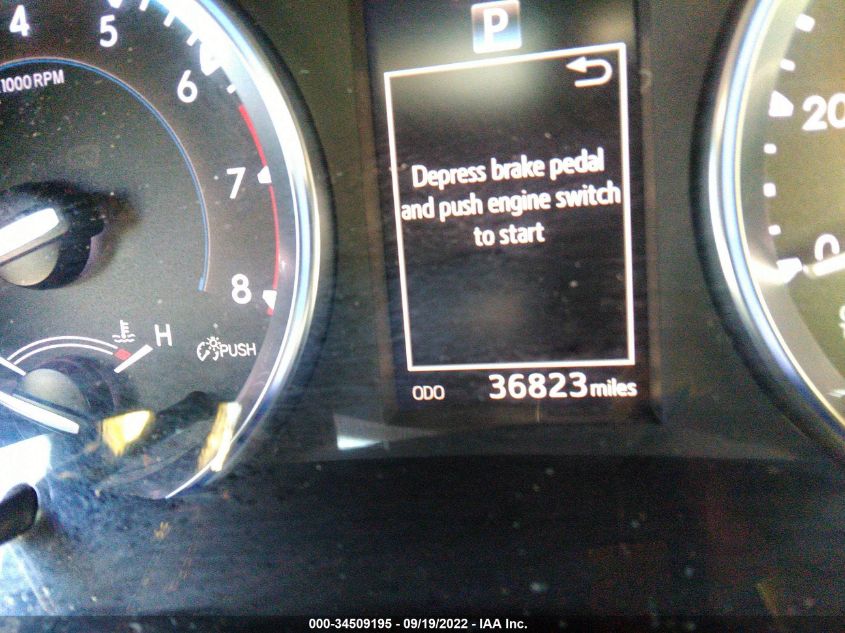 4
5
6
7
8
1000 RPM
H
PUSH
P
Depress brake pedal
and push engine switch
to start
ODO 36823 miles
20
0
000-34509195 - 09/19/2022 - IAA Inc.